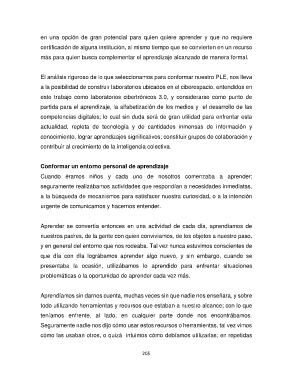 en una opción de gran potencial para quien quiere aprender y que no requiere
certificación de alguna institución, al mismo tiempo que se convierten en un recurso
más para quien busca complementar el aprendizaje alcanzado de manera formal.
El análisis riguroso de lo que seleccionamos para conformar nuestro PLE, nos lleva
a la posibilidad de construir laboratorios ubicados en el ciberespacio, entendidos en
este trabajo como laboratorios cibertrónicos 3.0, y considerarse como punto de
partida para el aprendizaje, la alfabetización de los medios y el desarrollo de las
competencias digitales; lo cual sin duda será de gran utilidad para enfrentar esta
actualidad, repleta de tecnología y de cantidades inmensas de información y
conocimiento, lograr aprendizajes significativos; constituir grupos de colaboración y
contribuir al crecimiento de la inteligencia colectiva.
Conformar un entorno personal de aprendizaje
Cuando éramos niños y cada uno de nosotros comenzaba a aprender;
seguramente realizábamos actividades que respondían a necesidades inmediatas,
a la búsqueda de mecanismos para satisfacer nuestra curiosidad, o a la intención
urgente de comunicarnos y hacernos entender.
Aprender se convertía entonces en una actividad de cada día, aprendíamos de
nuestros padres, de la gente con quien convivíamos, de los objetos a nuestro paso,
y en general del entorno que nos rodeaba. Tal vez nunca estuvimos conscientes de
que día con día lográbamos aprender algo nuevo, y sin embargo, cuando se
presentaba la ocasión, utilizábamos lo aprendido para enfrentar situaciones
problemáticas o la oportunidad de aprender cada vez más.
Aprendíamos sin darnos cuenta, muchas veces sin que nadie nos enseñara, y sobre
todo utilizando herramientas y recursos que estaban a nuestro alcance; con lo que
teníamos enfrente, al lado, en cualquier parte donde nos encontrábamos.
Seguramente nadie nos dijo cómo usar estos recursos o herramientas, tal vez vimos
cómo las usaban otros, o quizá intuimos cómo debíamos utilizarlas; en repetidas
205